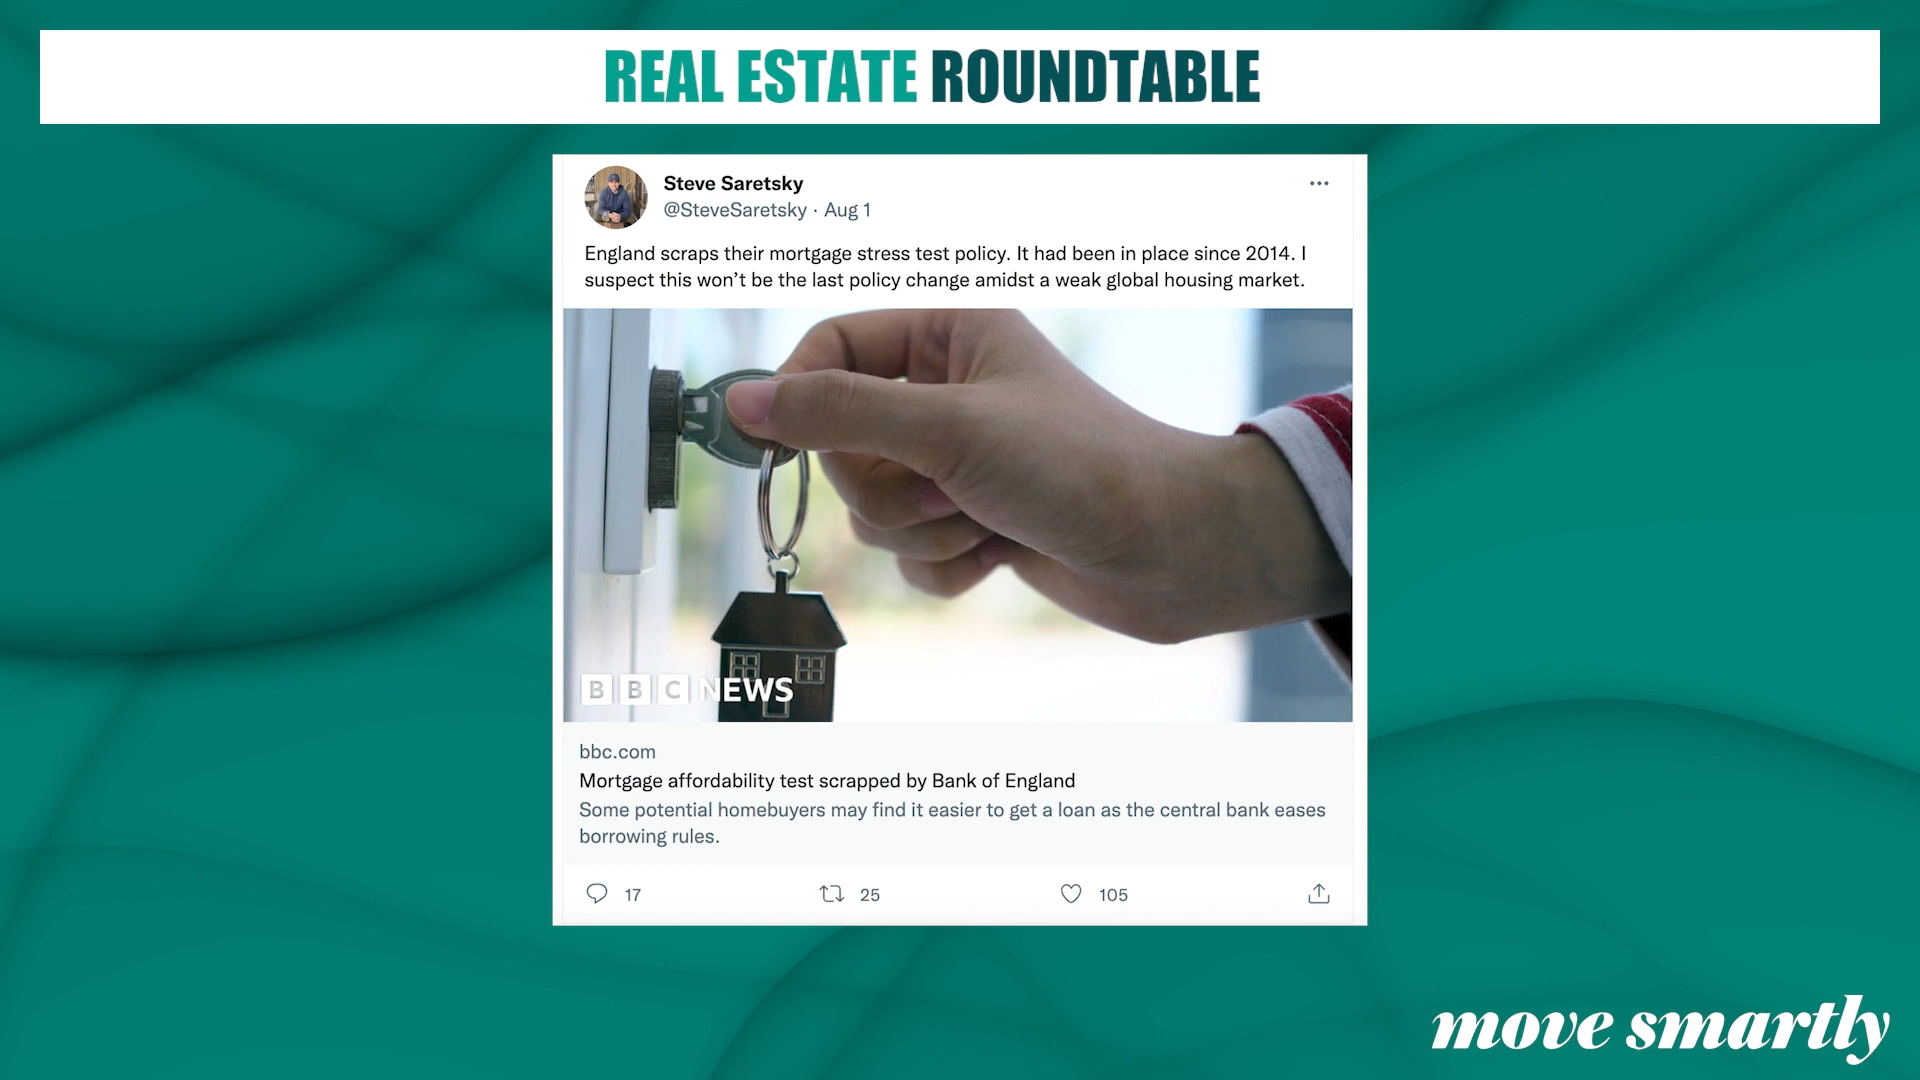 REAL ESTATE ROUNDTABLE
Steve Saretsky
@SteveSaretsky · Aug 1
England scraps their mortgage stress test policy. It had been in place since 2014. I
suspect this won’t be the last policy change amidst a weak global housing market.
BBC NEWS
bbc.com
Mortgage affordability test scrapped by Bank of England
Some potential homebuyers may find it easier to get a loan as the central bank eases
borrowing rules.
17 25 105
move smartly